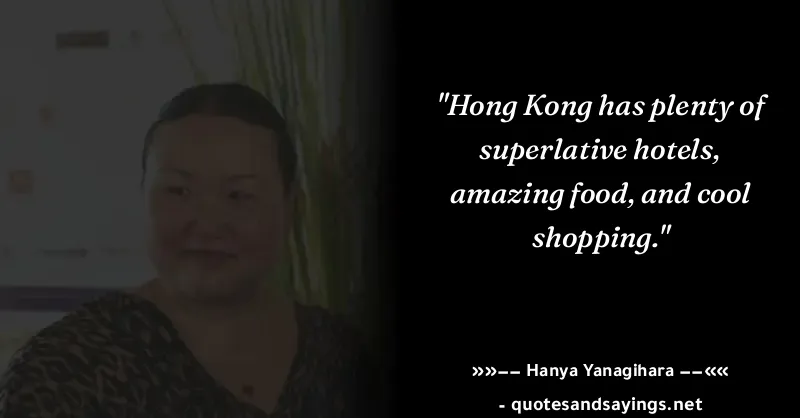 "Hong Kong has plenty of
superlative hotels,
amazing food, and cool
shopping."
»»–– Hanya Yanagihara ––««
- quotesandsayings.net